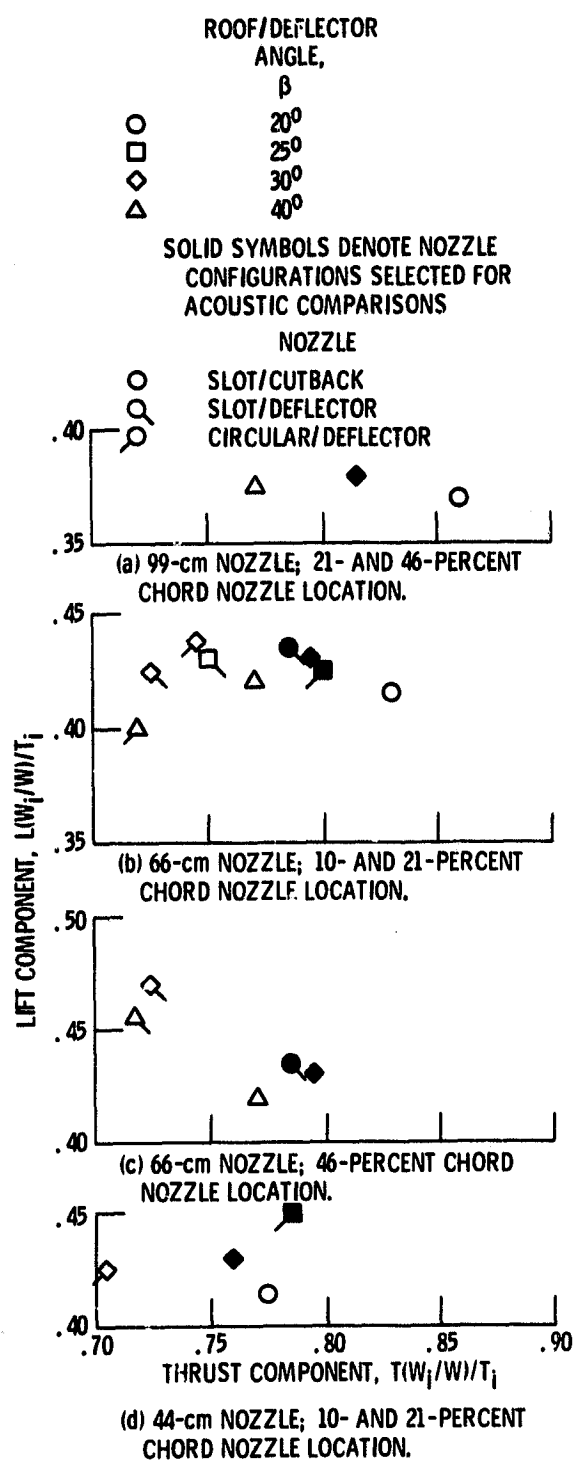 ROOF/DEFLECTOR
ANGLE,
β
20°
25°
30°
40°
SOLID SYMBOLS DENOTE NOZZLE
CONFIGURATIONS SELECTED FOR
ACOUSTIC COMPARISONS
NOZZLE
SLOT/CUTBACK
SLOT/DEFLECTOR
CIRCULAR/DEFLECTOR
.40
.35
(a) 99-cm NOZZLE; 21- AND 46-PERCENT
CHORD NOZZLE LOCATION.
.45
.40
.35
(b) 66-cm NOZZLE; 10- AND 21-PERCENT
CHORD NOZZLE LOCATION.
LIFT COMPONENT, L(Wi/W)/Ti
.50
.45
.40
(c) 66-cm NOZZLE; 46-PERCENT CHORD
NOZZLE LOCATION.
.45
.40
.70 .75 .80 .85 .90
THRUST COMPONENT, T(Wi/W)/Ti
(d) 44-cm NOZZLE; 10- AND 21-PERCENT
CHORD NOZZLE LOCATION.